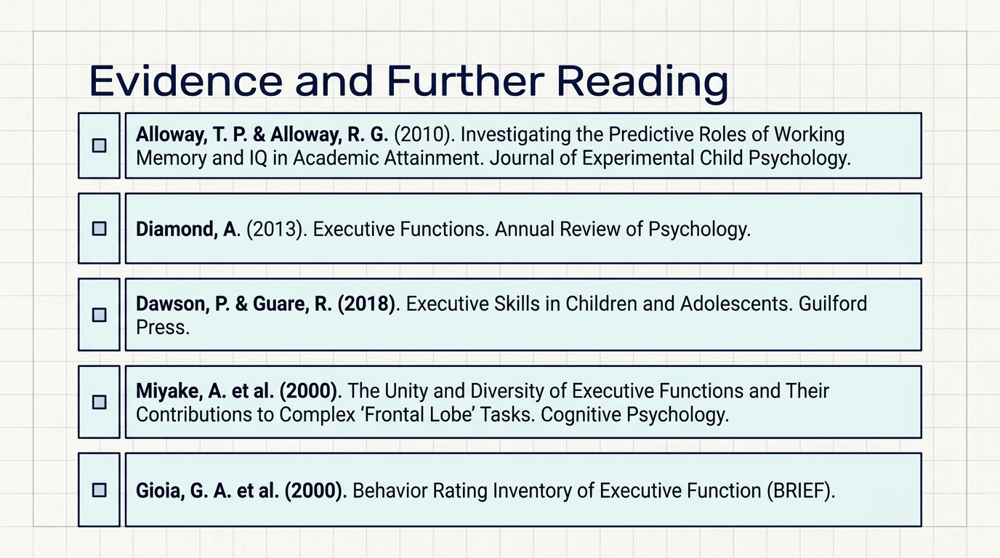 Evidence and Further Reading
Alloway, T. P. & Alloway, R. G. (2010). Investigating the Predictive Roles of Working
Memory and IQ in Academic Attainment. Journal of Experimental Child Psychology.
Diamond, A. (2013). Executive Functions. Annual Review of Psychology.
Dawson, P. & Guare, R. (2018). Executive Skills in Children and Adolescents. Guilford
Press.
Miyake, A. et al. (2000). The Unity and Diversity of Executive Functions and Their
Contributions to Complex ‘Frontal Lobe’ Tasks. Cognitive Psychology.
Gioia, G. A. et al. (2000). Behavior Rating Inventory of Executive Function (BRIEF).